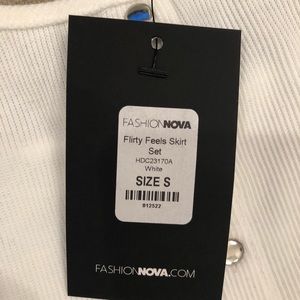 FASHIONNOVA
Flirty Feels Skirt
Set
HDC23170A
White
SIZE S
812522
FASHIONNOVA.COM